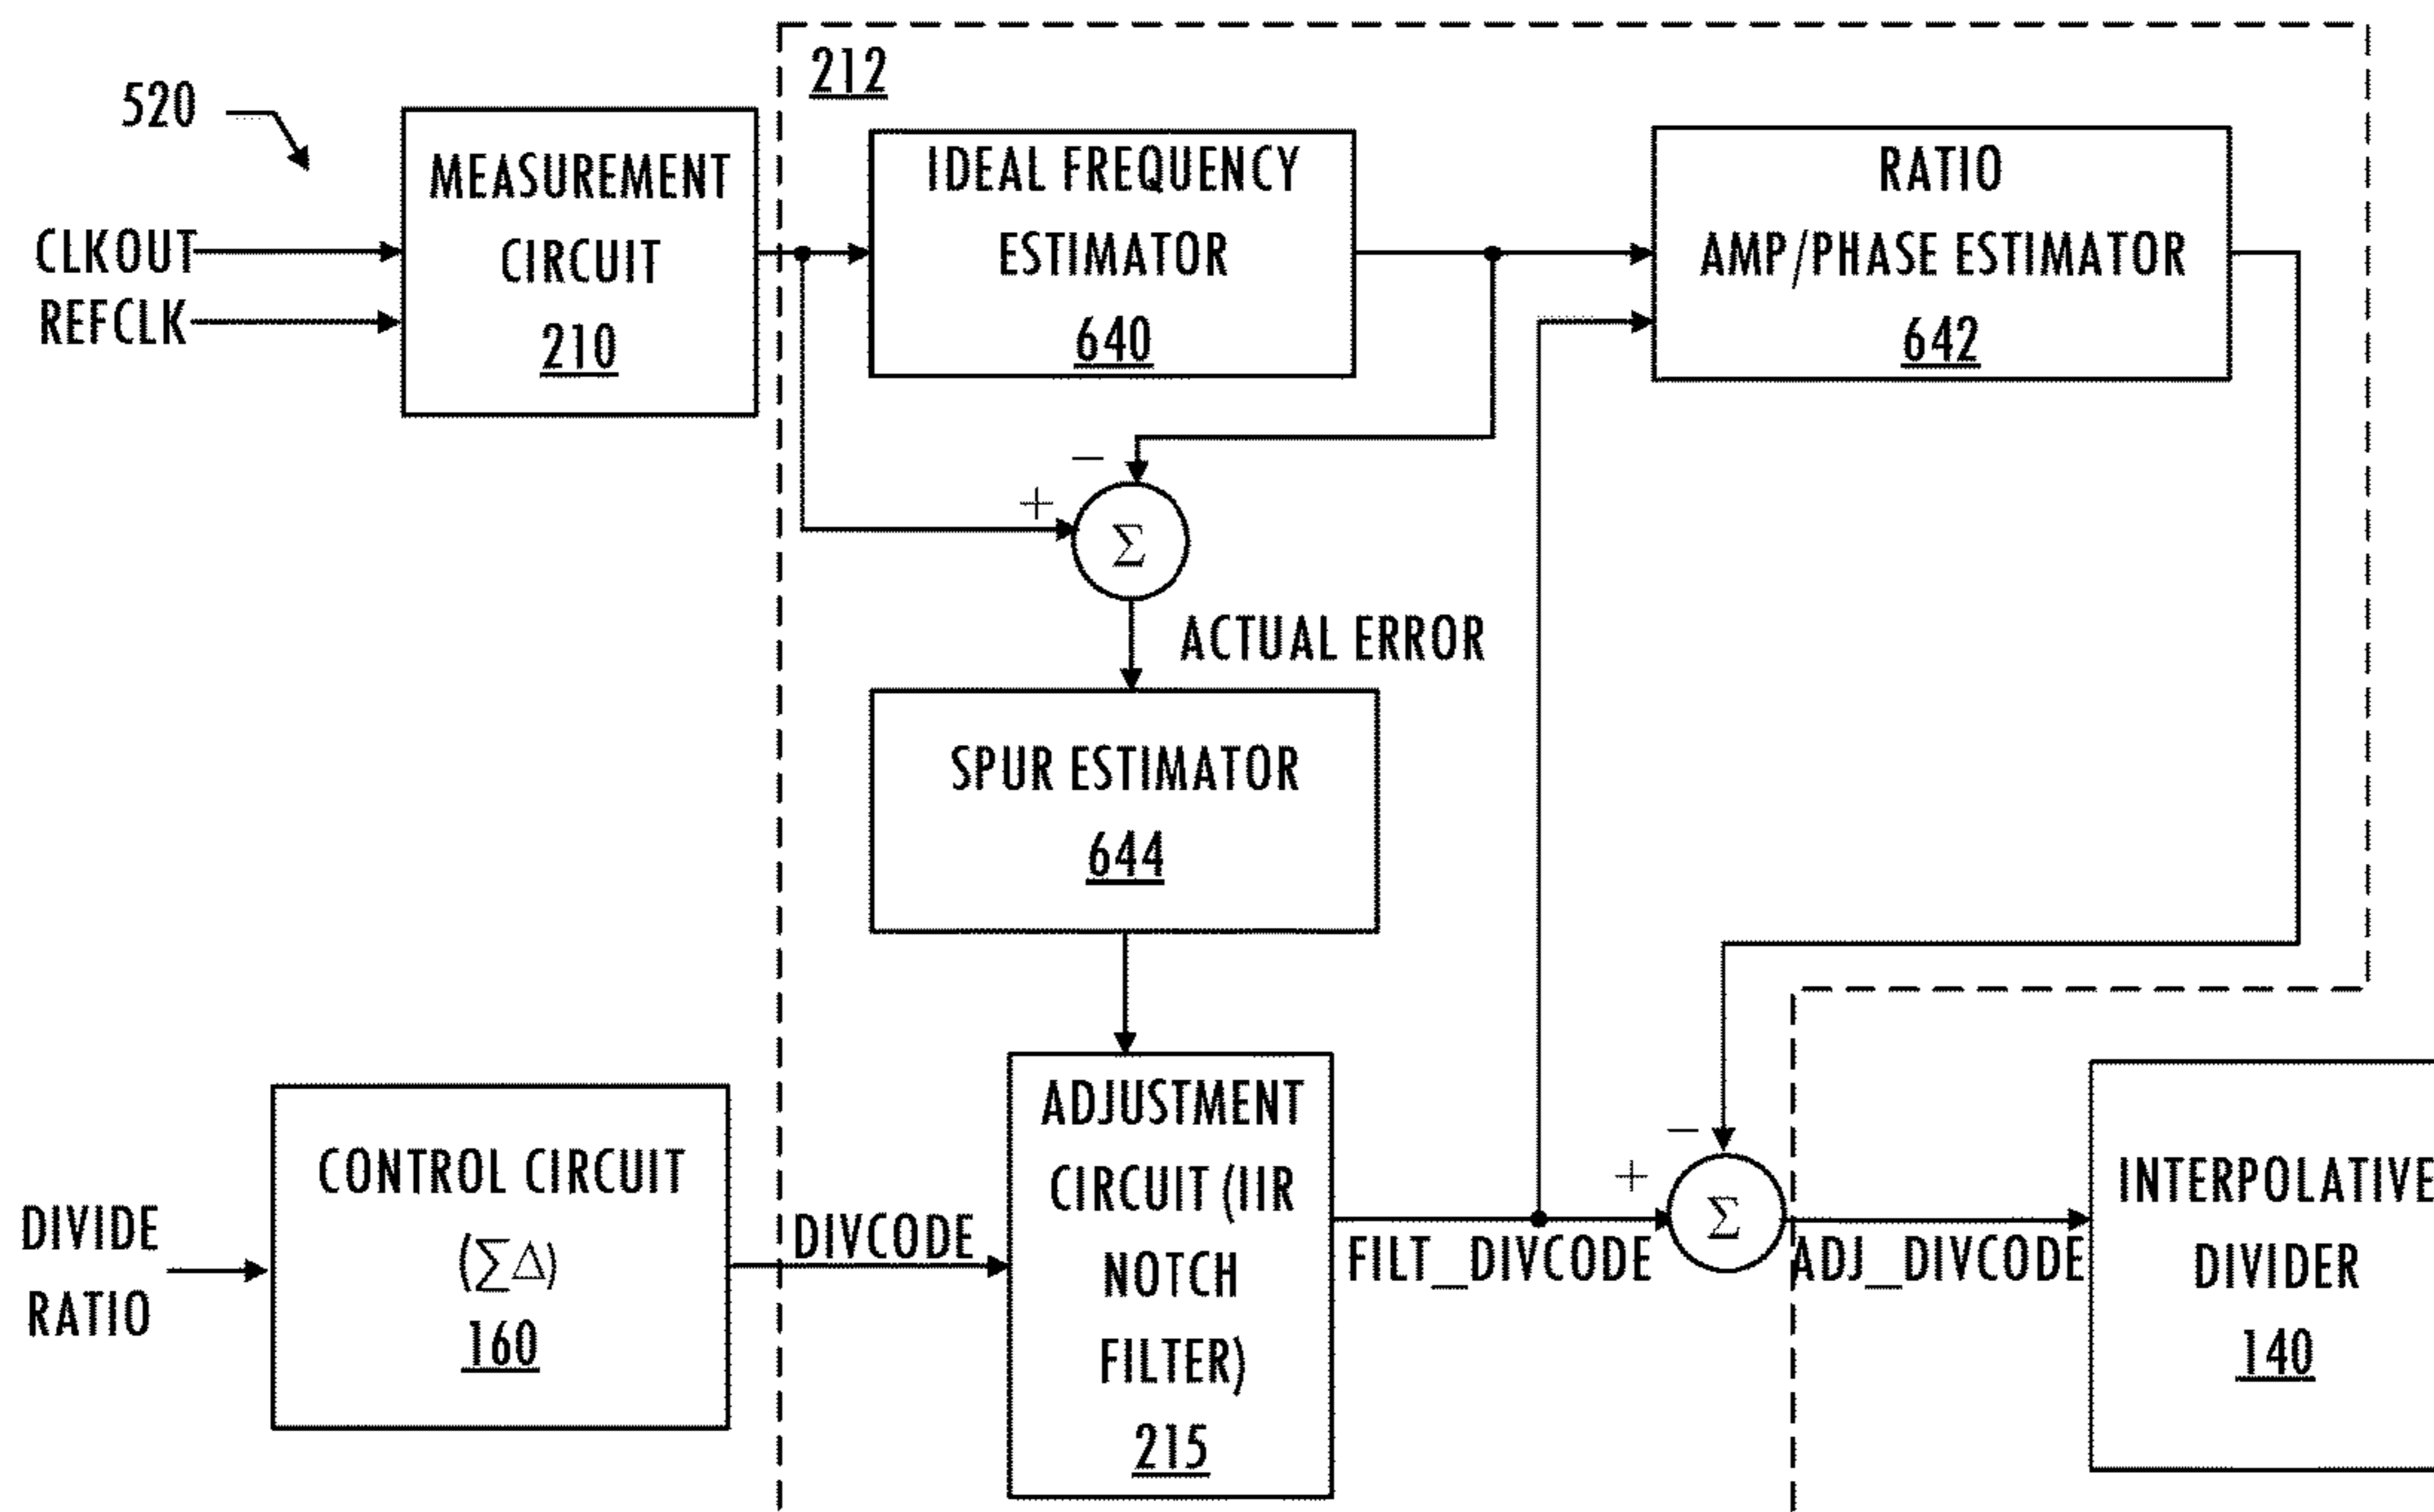 520
CLKOUT
REFCLK
MEASUREMENT
CIRCUIT
210
212
IDEAL FREQUENCY
ESTIMATOR
640
RATIO
AMP/PHASE ESTIMATOR
642
−
+
Σ
ACTUAL ERROR
SPUR ESTIMATOR
644
DIVIDE
RATIO
CONTROL CIRCUIT
(∑Δ)
160
DIVCODE
ADJUSTMENT
CIRCUIT (IIR
NOTCH
FILTER)
215
FILT_DIVCODE
−
+
Σ
ADJ_DIVCODE
INTERPOLATIVE
DIVIDER
140